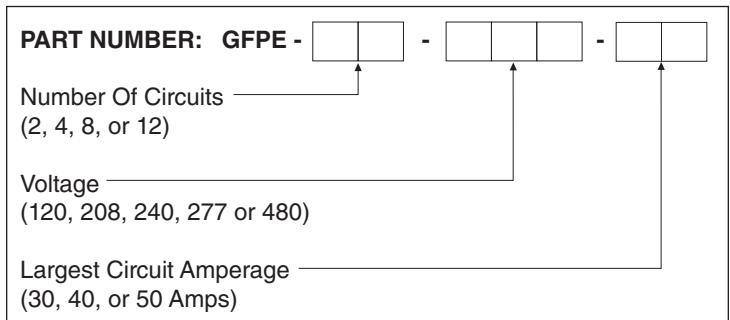 PART NUMBER: GFPE - - -
Number Of Circuits
(2, 4, 8, or 12)
Voltage
(120, 208, 240, 277 or 480)
Largest Circuit Amperage
(30, 40, or 50 Amps)